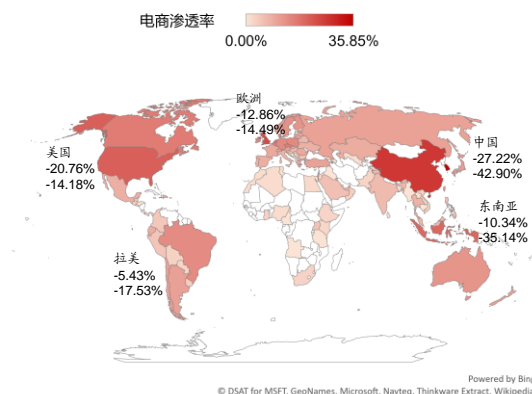 电商渗透率
0.00% 35.85%
欧洲
-12.86%
-14.49%
美国
-20.76%
-14.18%
中国
-27.22%
-42.90%
东南亚
-10.34%
-35.14%
拉美
-5.43%
-17.53%
Powered by Bing
© DSAT for MSFT, GeoNames, Microsoft, Navteq, Thinkware Extract, Wikipedia